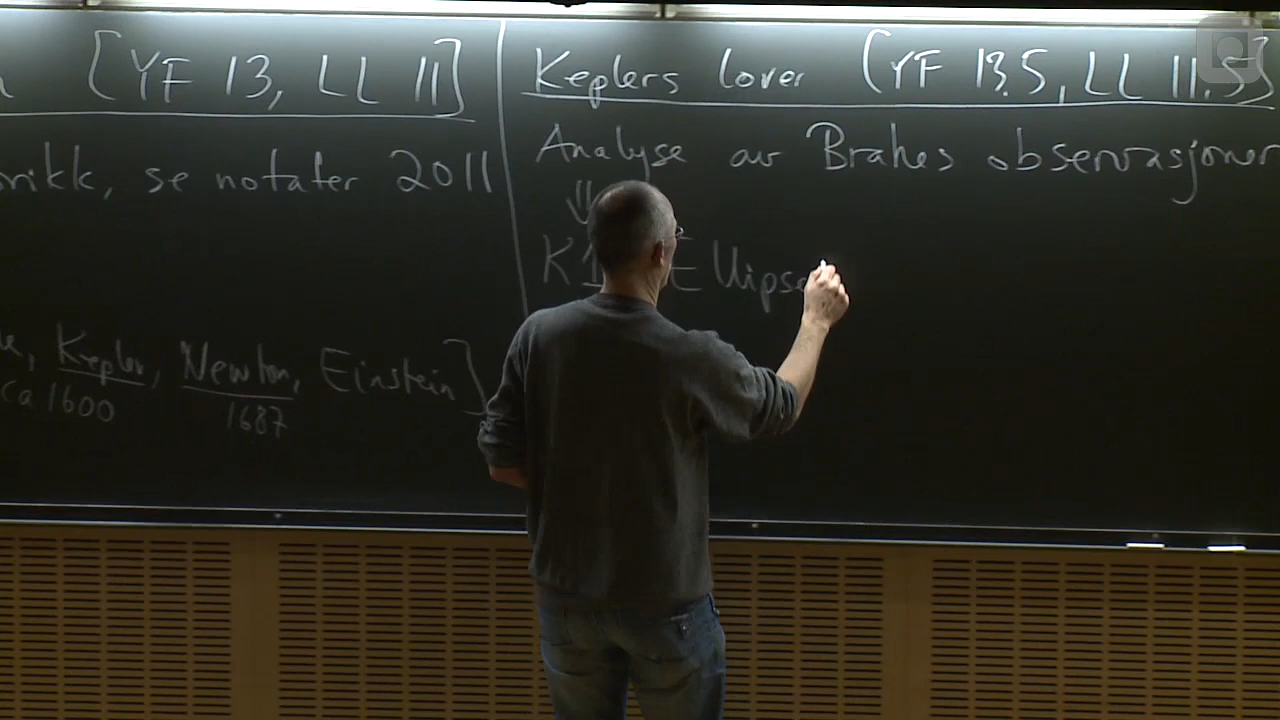 [YF 13, LL 11]
se notater 2011
Kepler, Newton, Einstein]
ca 1600
1687
Keplers lover [YF 13.5, LL 11.5]
Analyse av Brahes observasjoner
⇓
K1 Ellipse